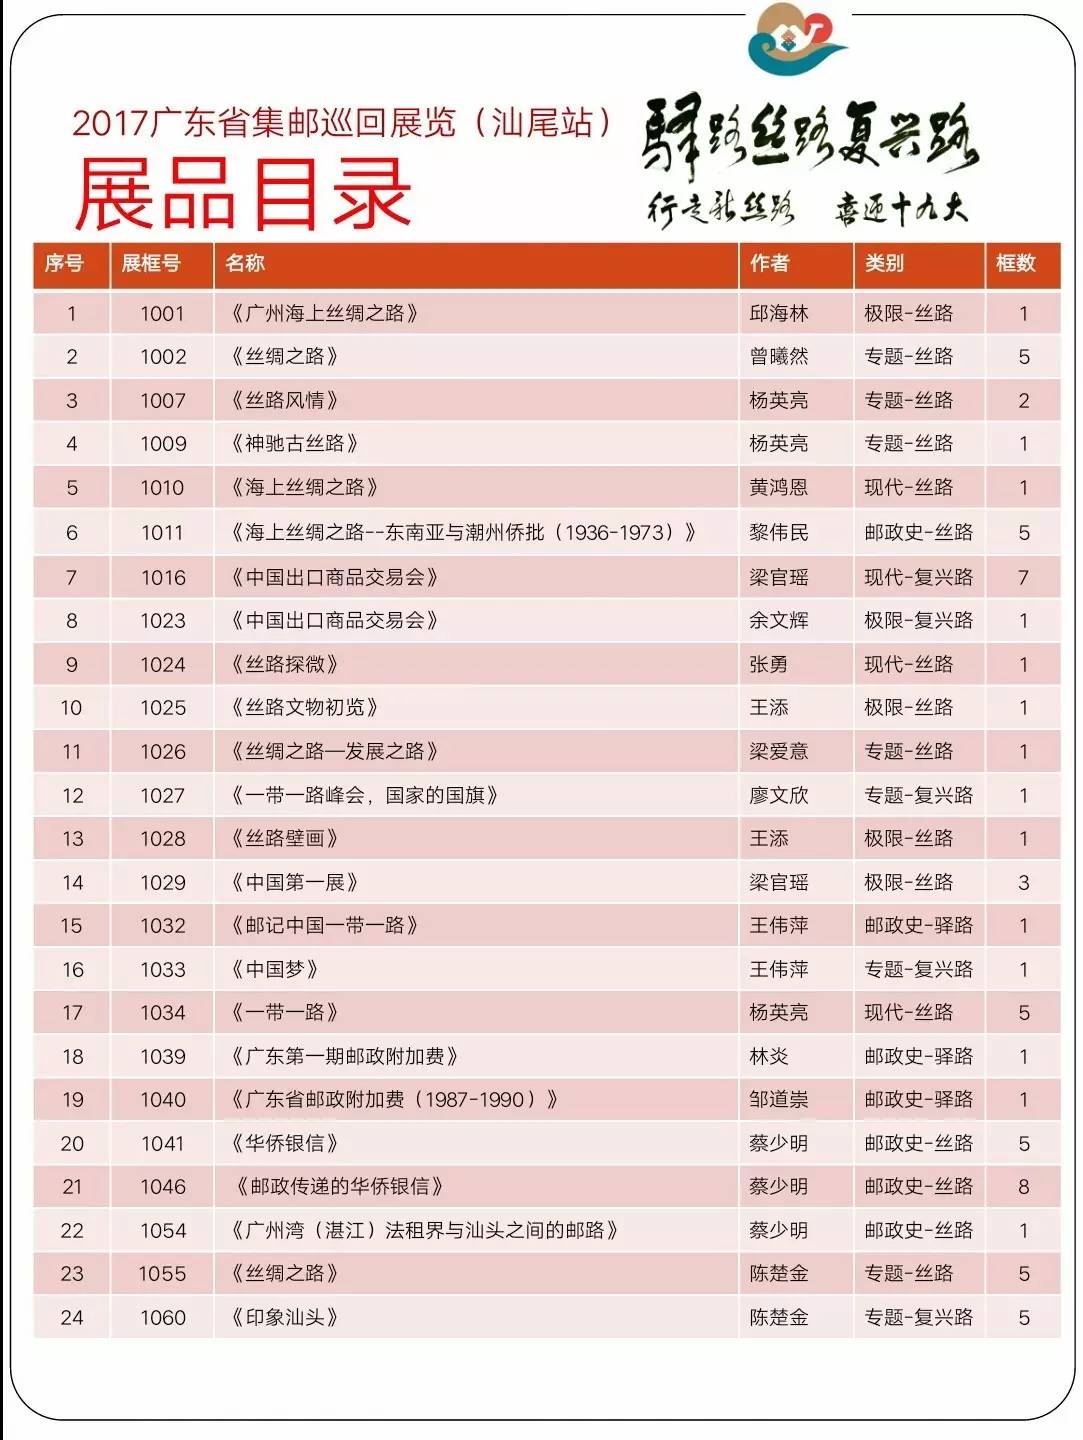 2017广东省集邮巡回展览（汕尾站）
展品目录
驿路丝路复兴路
行走新丝路 喜迎十九大
序号 展框号 名称 作者 类别 框数
1 1001 《广州海上丝绸之路》 邱海林 极限-丝路 1
2 1002 《丝绸之路》 曾曦然 专题-丝路 5
3 1007 《丝路风情》 杨英亮 专题-丝路 2
4 1009 《神驰古丝路》 杨英亮 专题-丝路 1
5 1010 《海上丝绸之路》 黄鸿恩 现代-丝路 1
6 1011 《海上丝绸之路--东南亚与潮州侨批（1936-1973）》 黎伟民 邮政史-丝路 5
7 1016 《中国出口商品交易会》 梁官瑶 现代-复兴路 7
8 1023 《中国出口商品交易会》 余文辉 极限-复兴路 1
9 1024 《丝路探微》 张勇 现代-丝路 1
10 1025 《丝路文物初览》 王添 极限-丝路 1
11 1026 《丝绸之路—发展之路》 梁爱意 专题-丝路 1
12 1027 《一带一路峰会，国家的国旗》 廖文欣 专题-复兴路 1
13 1028 《丝路壁画》 王添 极限-丝路 1
14 1029 《中国第一展》 梁官瑶 极限-丝路 3
15 1032 《邮记中国一带一路》 王伟萍 邮政史-驿路 1
16 1033 《中国梦》 王伟萍 专题-复兴路 1
17 1034 《一带一路》 杨英亮 现代-丝路 5
18 1039 《广东第一期邮政附加费》 林炎 邮政史-驿路 1
19 1040 《广东省邮政附加费（1987-1990）》 邹道崇 邮政史-驿路 1
20 1041 《华侨银信》 蔡少明 邮政史-丝路 5
21 1046 《邮政传递的华侨银信》 蔡少明 邮政史-丝路 8
22 1054 《广州湾（湛江）法租界与汕头之间的邮路》 蔡少明 邮政史-丝路 1
23 1055 《丝绸之路》 陈楚金 专题-丝路 5
24 1060 《印象汕头》 陈楚金 专题-复兴路 5